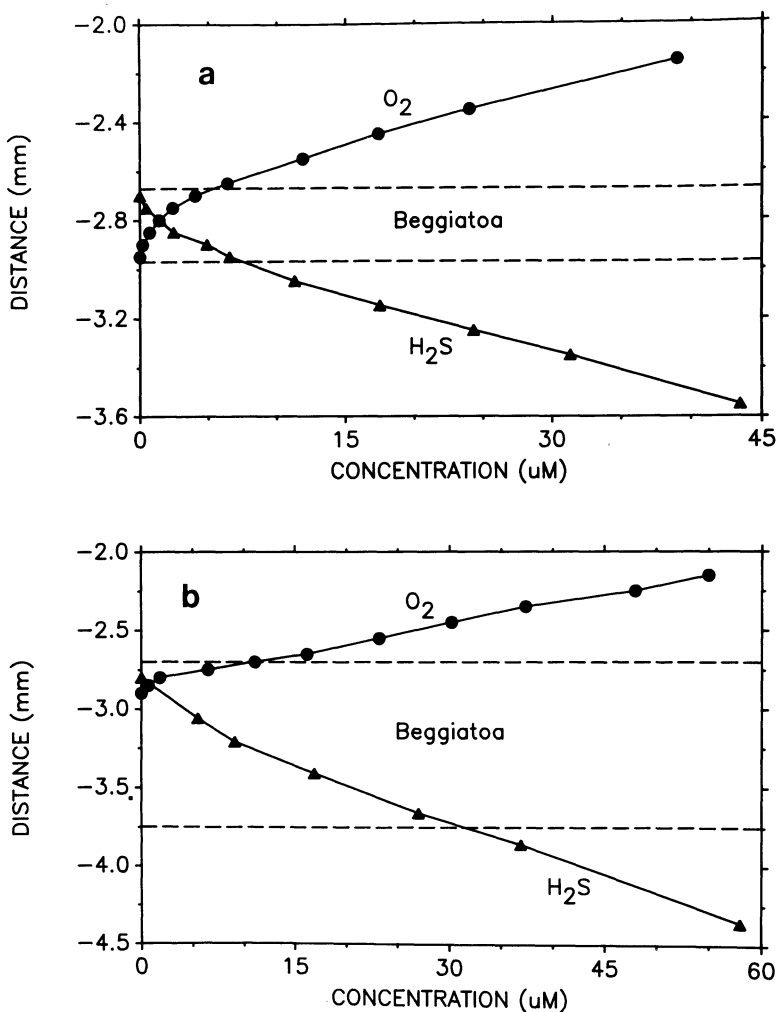 a
−2.0
−2.4
−2.8
−3.2
−3.6
DISTANCE (mm)
O2
Beggiatoa
H2S
0
15
30
45
CONCENTRATION (uM)
b
−2.0
−2.5
−3.0
−3.5
−4.0
−4.5
DISTANCE (mm)
O2
Beggiatoa
H2S
0
15
30
45
60
CONCENTRATION (uM)